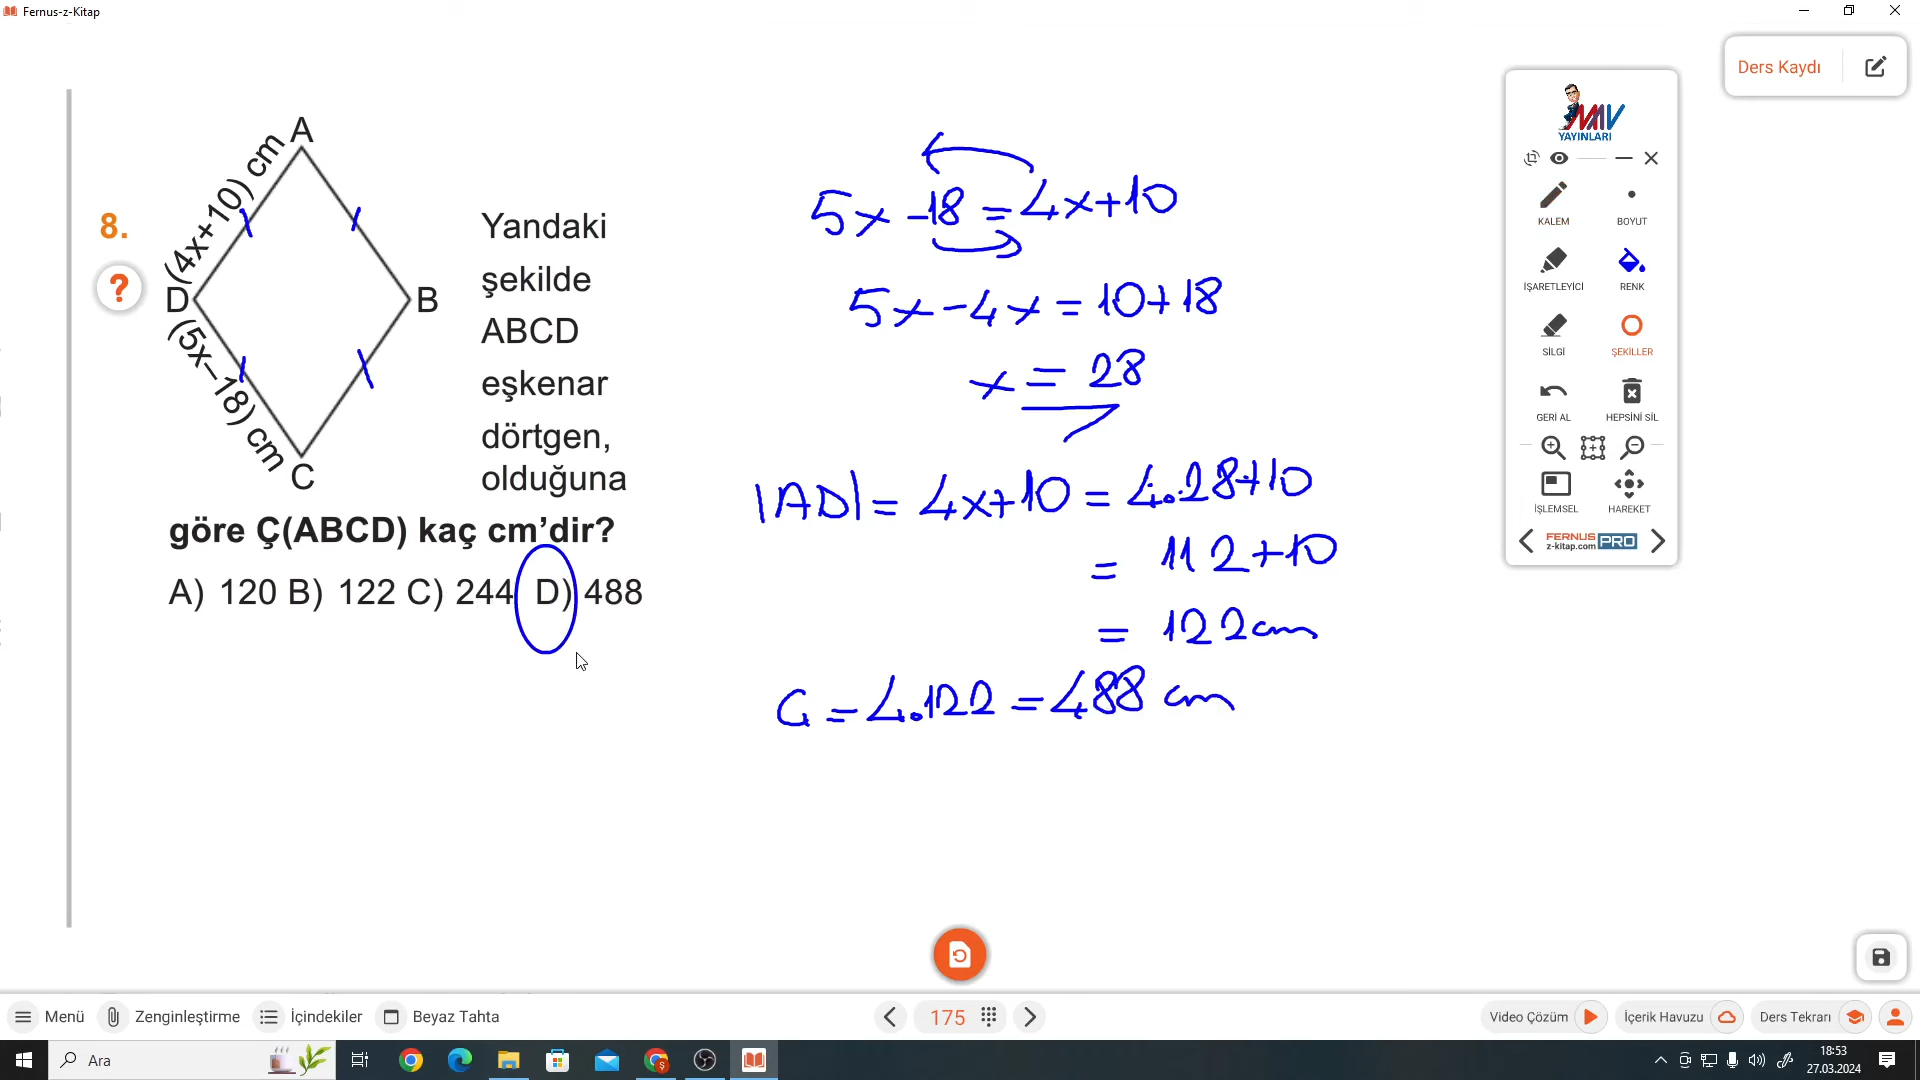 Fernus-z-Kitap
Ders Kaydı
8.
?
A
(4x+10) cm
D
B
(5x–18) cm
C
Yandaki
şekilde
ABCD
eşkenar
dörtgen,
olduğuna
göre Ç(ABCD) kaç cm’dir?
A) 120 B) 122 C) 244 D) 488
5x - 18 = 4x+10
5x - 4x = 10+18
x = 28
|AD| = 4x+10 = 4.28+10
= 112+10
= 122cm
Ç = 4.122 = 488 cm
MAV
YAYINLARI
KALEM
BOYUT
İŞARETLEYİCİ
RENK
SİLGİ
ŞEKİLLER
GERİ AL
HEPSİNİ SİL
İŞLEMSEL
HAREKET
FERNUS
z-kitap.com
PRO
Menü
Zenginleştirme
İçindekiler
Beyaz Tahta
175
Video Çözüm
İçerik Havuzu
Ders Tekrarı
Ara
18:53
27.03.2024